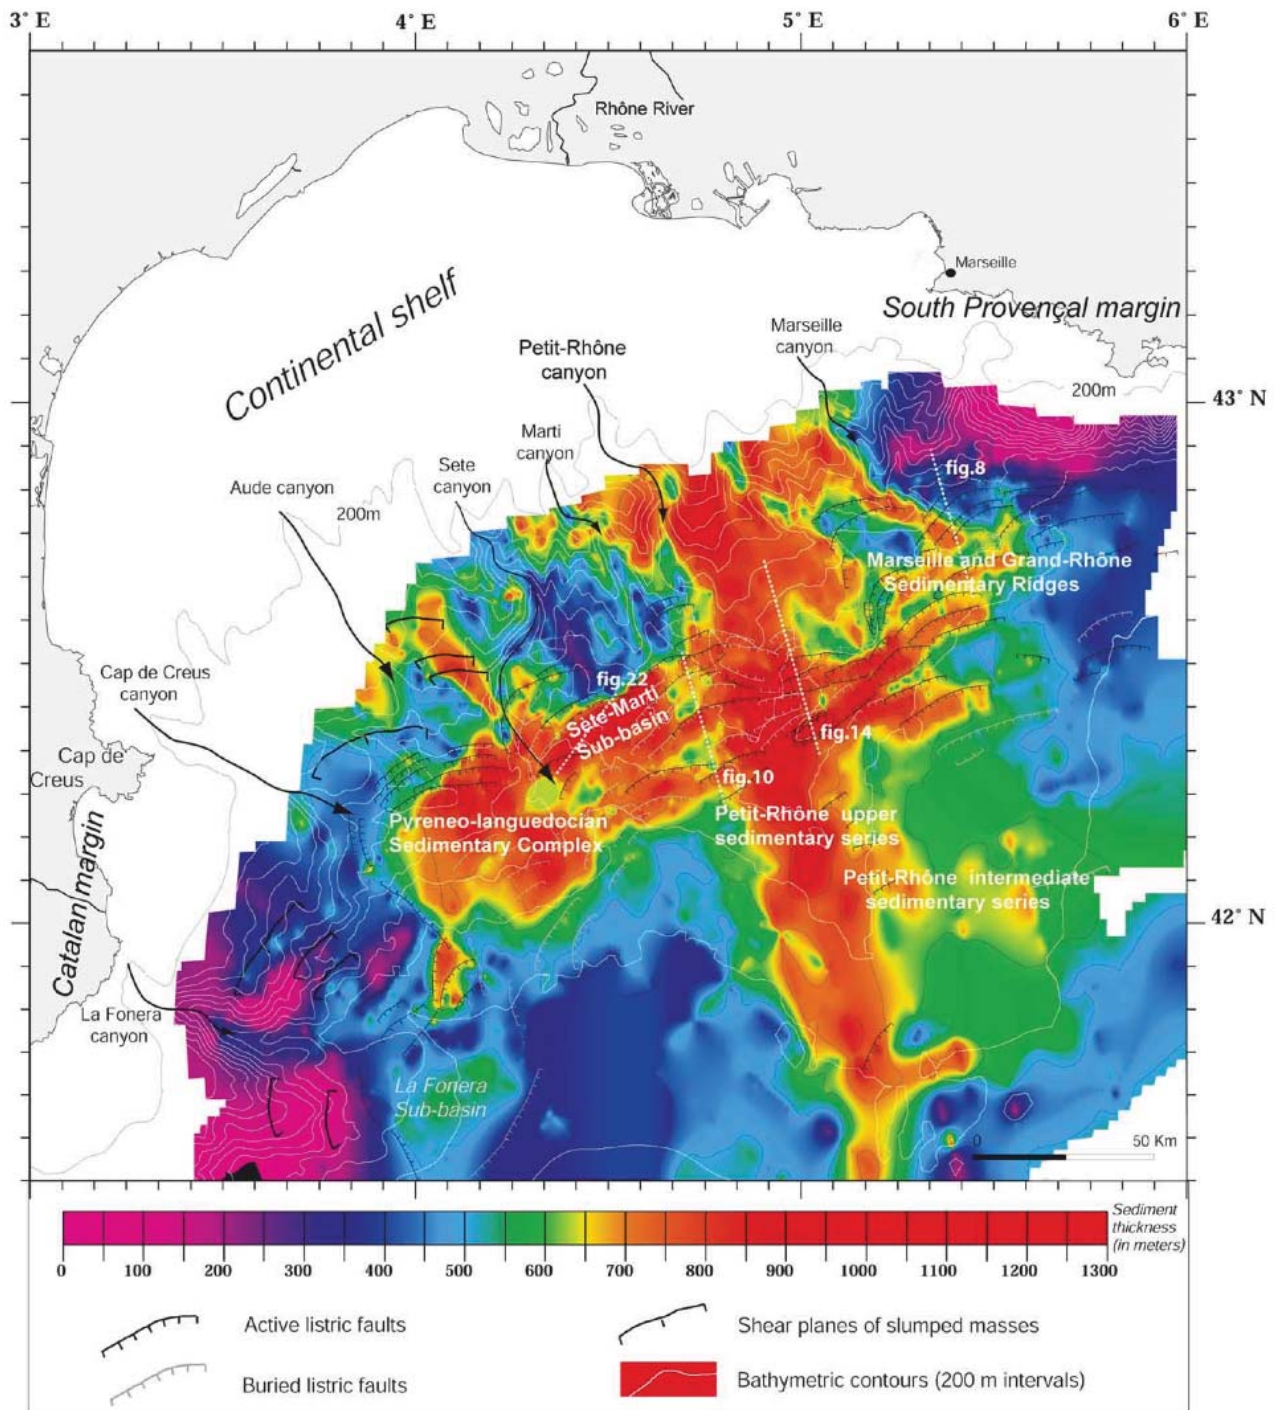 3° E
4° E
5° E
6° E
Rhône River
Marseille
South Provençal margin
Continental shelf
Marseille
canyon
Petit-Rhône
canyon
200m
43° N
Marti
canyon
Sete
canyon
Aude canyon
200m
fig.8
Marseille and Grand-Rhône
Sedimentary Ridges
Cap de Creus
canyon
fig.22
Sète-Marti
Sub-basin
fig.14
Cap de
Creus
fig.10
Pyreneo-languedocian
Sedimentary Complex
Petit-Rhône upper
sedimentary series
Petit-Rhône intermediate
sedimentary series
42° N
Catalan margin
La Fonera
canyon
La Fonera
Sub-basin
0
50 Km
Sediment
thickness
(in meters)
0 100 200 300 400 500 600 700 800 900 1000 1100 1200 1300
Active listric faults
Shear planes of slumped masses
Buried listric faults
Bathymetric contours (200 m intervals)